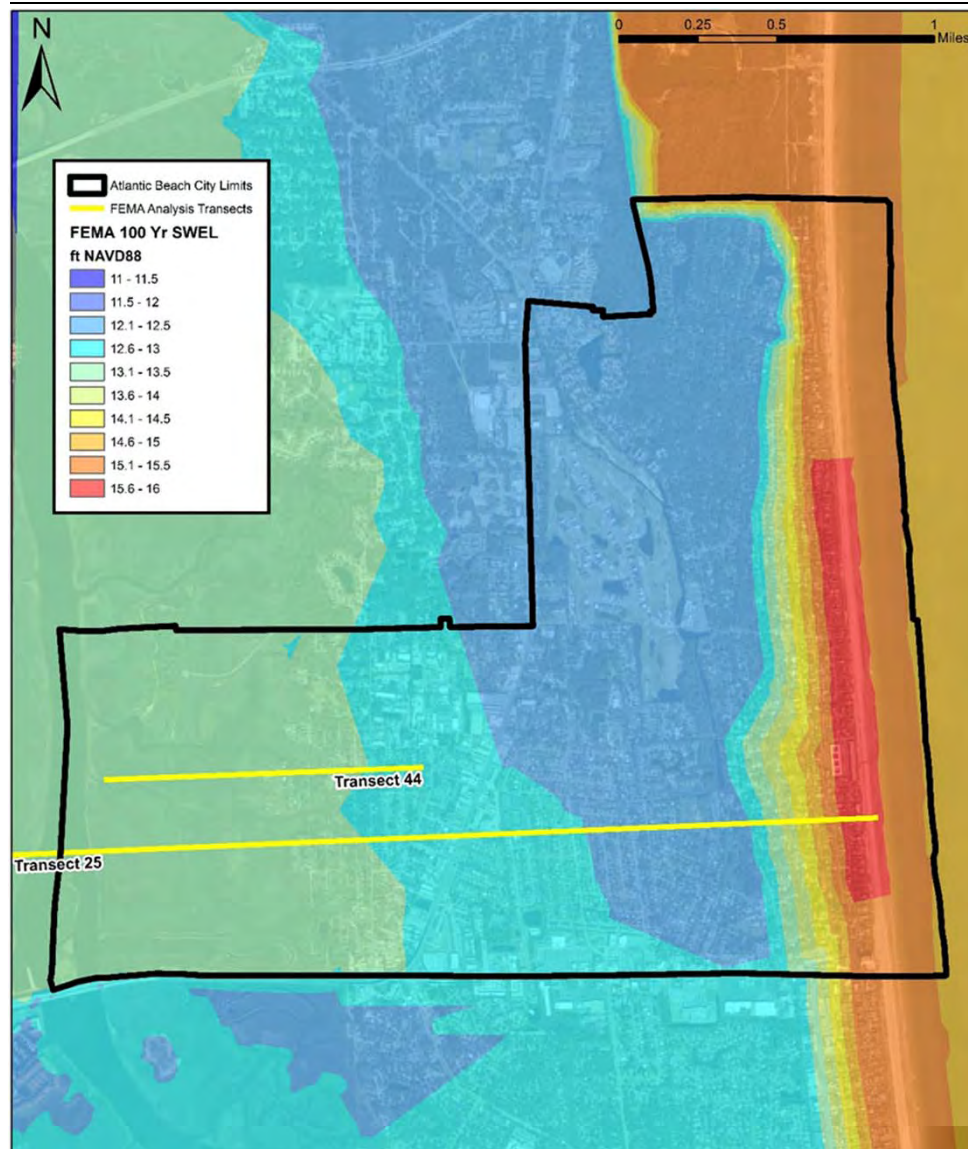 N
0 0.25 0.5 1
Miles
Atlantic Beach City Limits
FEMA Analysis Transects
FEMA 100 Yr SWEL
ft NAVD88
11 - 11.5
11.5 - 12
12.1 - 12.5
12.6 - 13
13.1 - 13.5
13.6 - 14
14.1 - 14.5
14.6 - 15
15.1 - 15.5
15.6 - 16
Transect 44
Transect 25